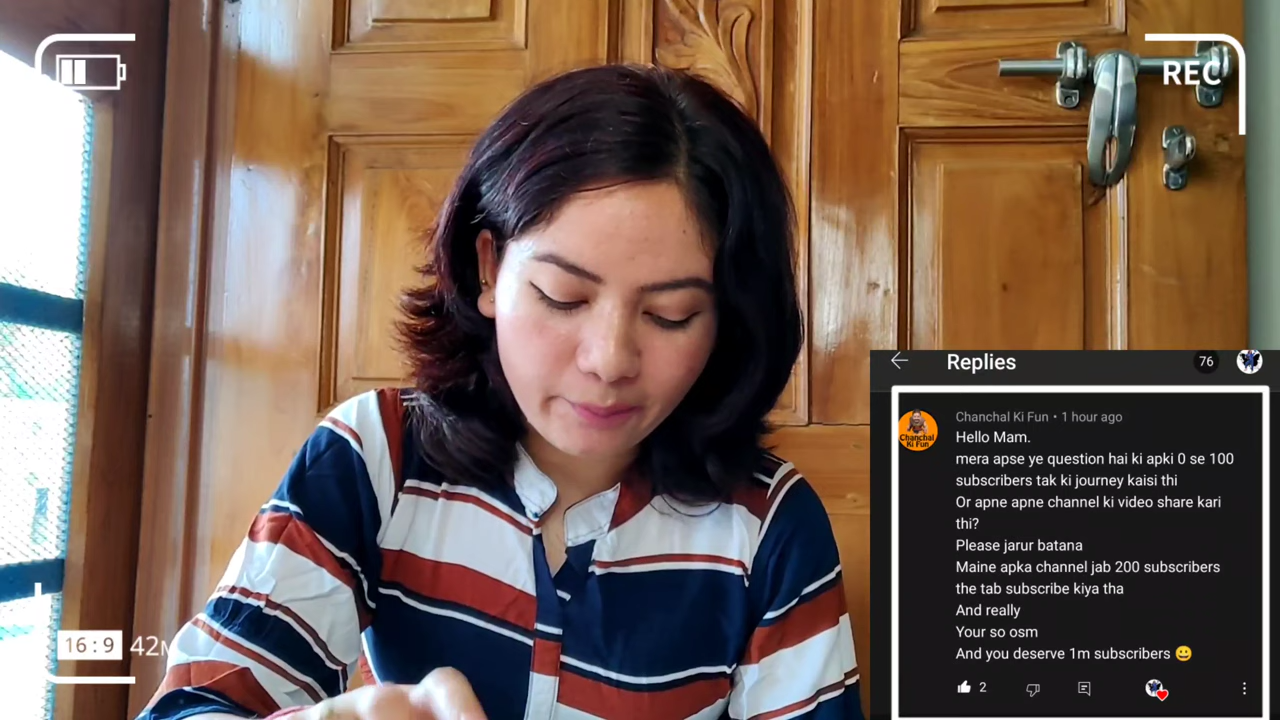 REC
Replies
76
Chanchal Ki Fun • 1 hour ago
Chanchal
Ki Fun
Hello Mam.
mera apse ye question hai ki apki 0 se 100
subscribers tak ki journey kaisi thi
Or apne apne channel ki video share kari
thi?
Please jarur batana
Maine apka channel jab 200 subscribers
the tab subscribe kiya tha
And really
Your so osm
And you deserve 1m subscribers 😀
2
16:9 42M